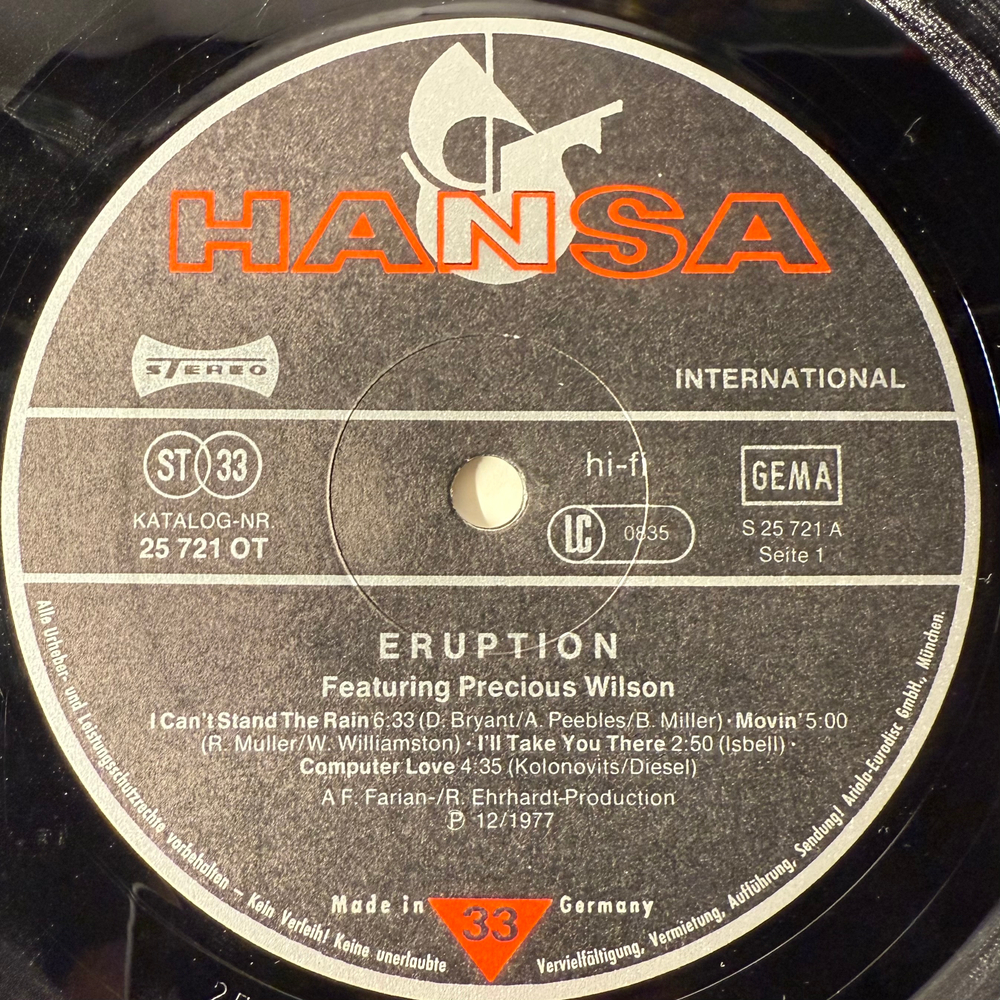 HANSA
STEREO
INTERNATIONAL
ST 33
hi-fi
GEMA
KATALOG-NR.
25 721 OT
LC 0835
S 25 721 A
Seite 1
ERUPTION
Featuring Precious Wilson
I Can't Stand The Rain 6:33 (D. Bryant/A. Peebles/B. Miller) · Movin' 5:00
(R. Muller/W. Williamston) · I'll Take You There 2:50 (Isbell) ·
Computer Love 4:35 (Kolonovits/Diesel)
A F. Farian-/R. Ehrhardt-Production
Ⓟ 12/1977
Made in 33 Germany
Alle Urheber- und Leistungsschutzrechte vorbehalten – Kein Verleih! Keine unerlaubte Vervielfältigung, Vermietung, Aufführung, Sendung! Ariola-Eurodisc GmbH., München.